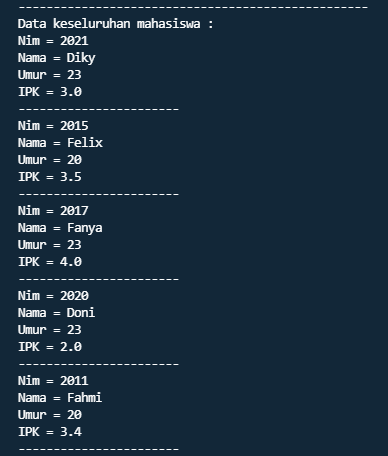 --------------------------------------------------
Data keseluruhan mahasiswa :
Nim = 2021
Nama = Diky
Umur = 23
IPK = 3.0
-----------------------
Nim = 2015
Nama = Felix
Umur = 20
IPK = 3.5
-----------------------
Nim = 2017
Nama = Fanya
Umur = 23
IPK = 4.0
-----------------------
Nim = 2020
Nama = Doni
Umur = 23
IPK = 2.0
-----------------------
Nim = 2011
Nama = Fahmi
Umur = 20
IPK = 3.4
-----------------------